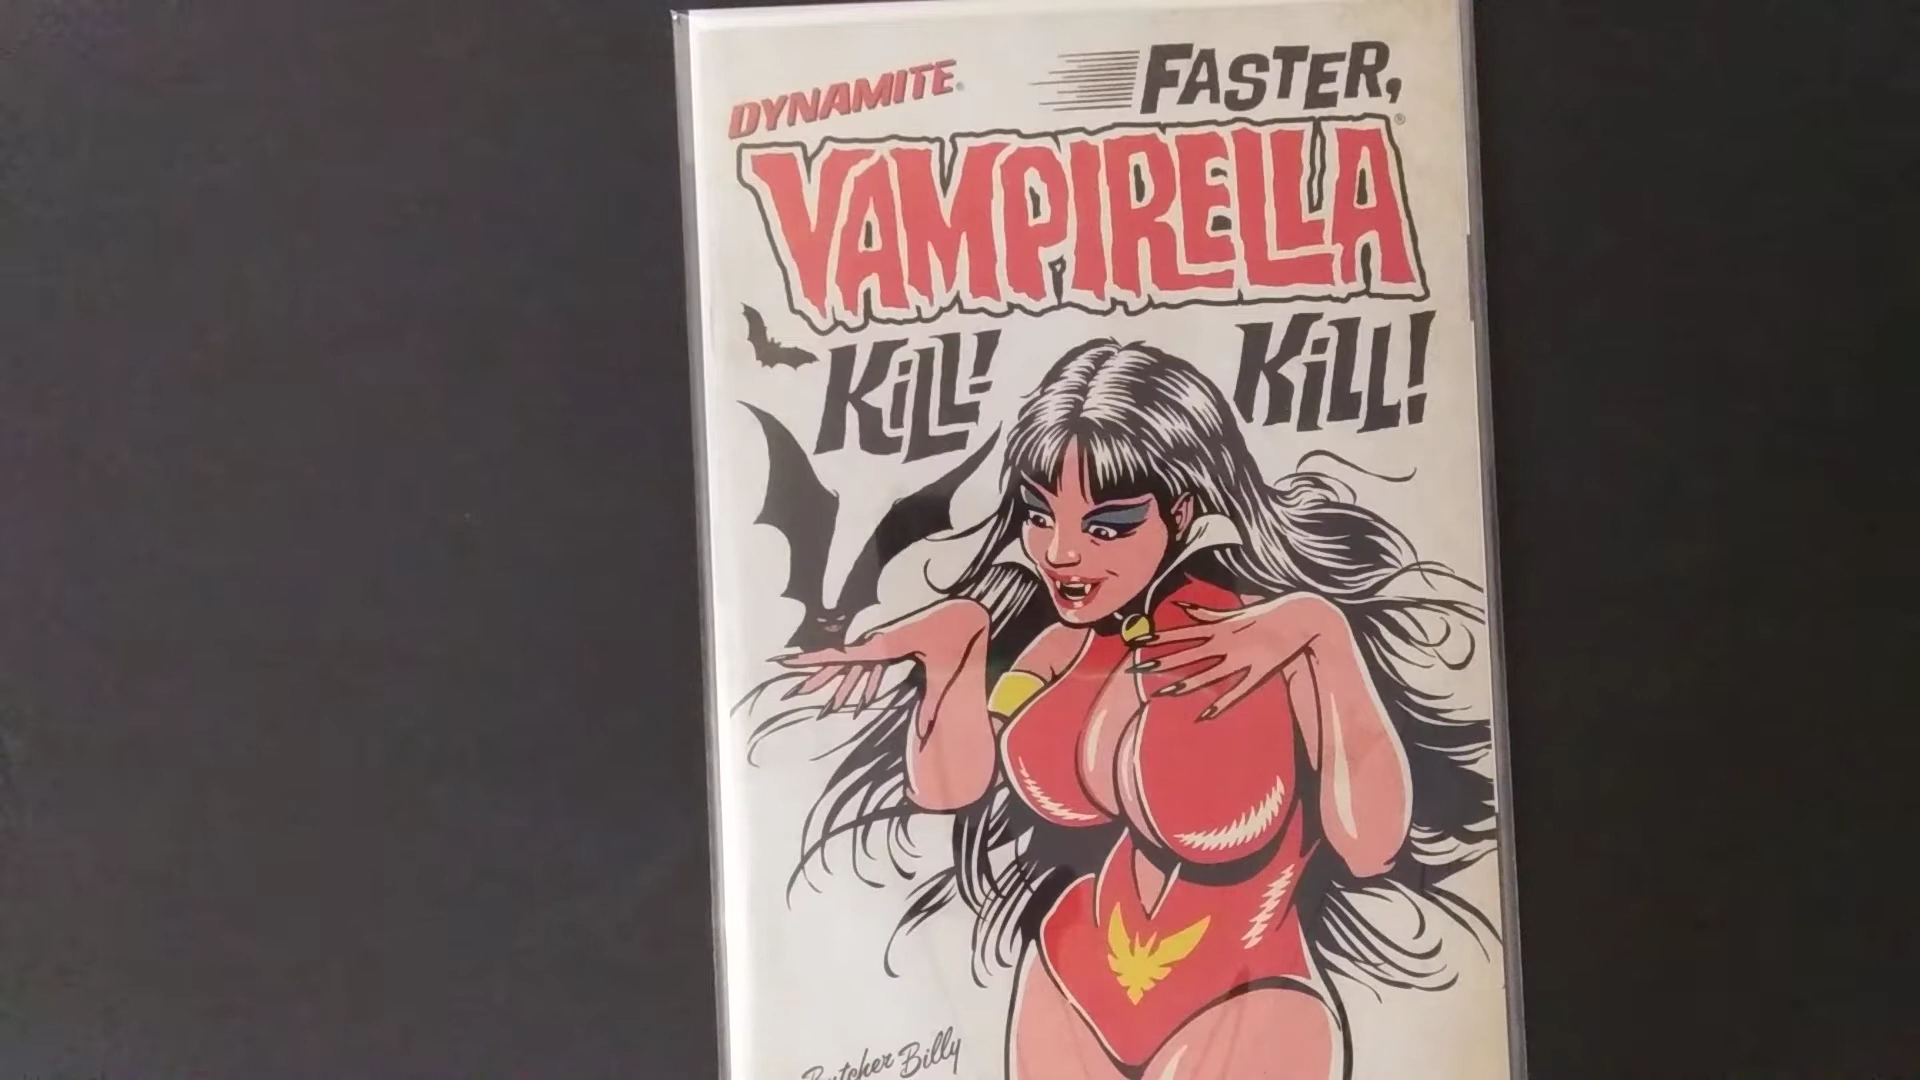 DYNAMITE®
FASTER,
VAMPIRELLA®
KiLL! KiLL!
Butcher Billy